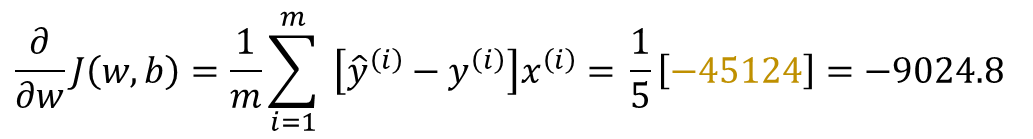 ∂/∂w J(w, b) = 1/m ∑_{i=1}^{m} [ŷ^{(i)} − y^{(i)}]x^{(i)} = 1/5 [−45124] = −9024.8